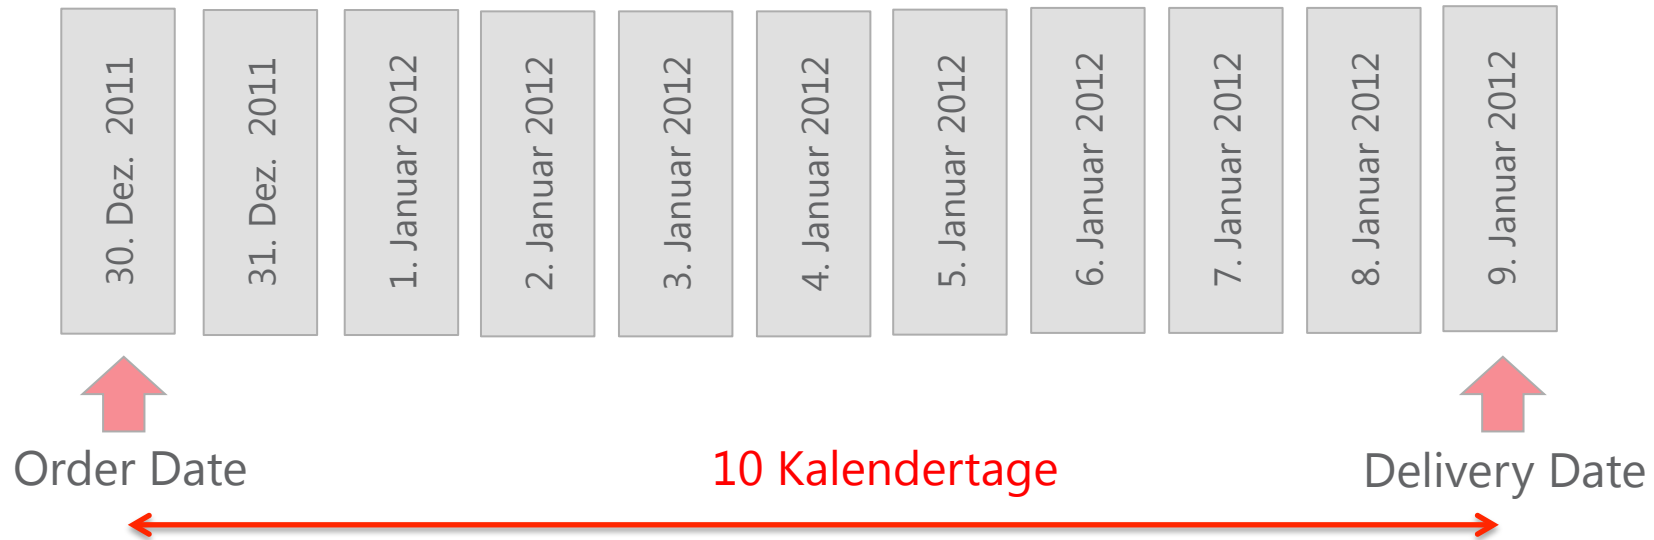 30. Dez. 2011
31. Dez. 2011
1. Januar 2012
2. Januar 2012
3. Januar 2012
4. Januar 2012
5. Januar 2012
6. Januar 2012
7. Januar 2012
8. Januar 2012
9. Januar 2012
Order Date
10 Kalendertage
Delivery Date